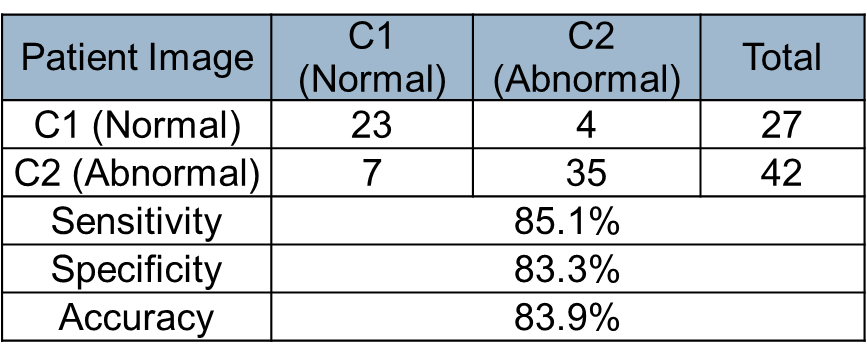 Patient Image C1 (Normal) C2 (Abnormal) Total
C1 (Normal) 23 4 27
C2 (Abnormal) 7 35 42
Sensitivity 85.1%
Specificity 83.3%
Accuracy 83.9%